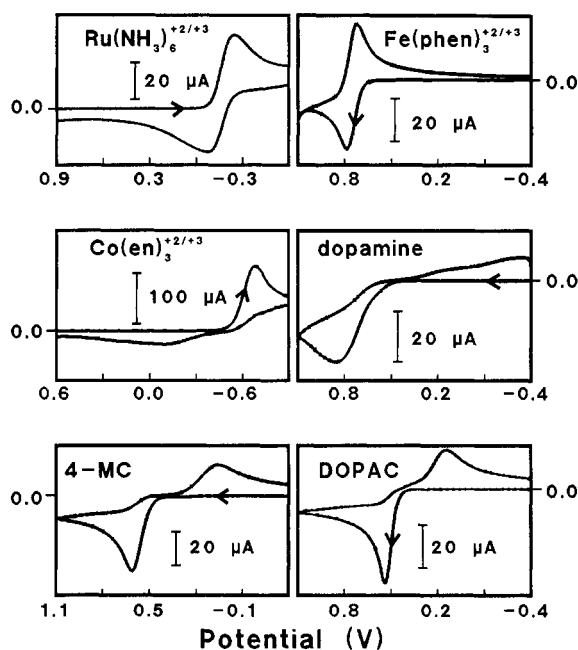 Ru(NH₃)₆⁺²/⁺³
20 µA
0.0
0.9 0.3 -0.3
Fe(phen)₃⁺²/⁺³
0.0
20 µA
0.8 0.2 -0.4
Co(en)₃⁺²/⁺³
100 µA
0.0
0.6 0.0 -0.6
dopamine
0.0
20 µA
0.8 0.2 -0.4
4-MC
0.0
20 µA
1.1 0.5 -0.1
DOPAC
0.0
20 µA
0.8 0.2 -0.4
Potential (V)